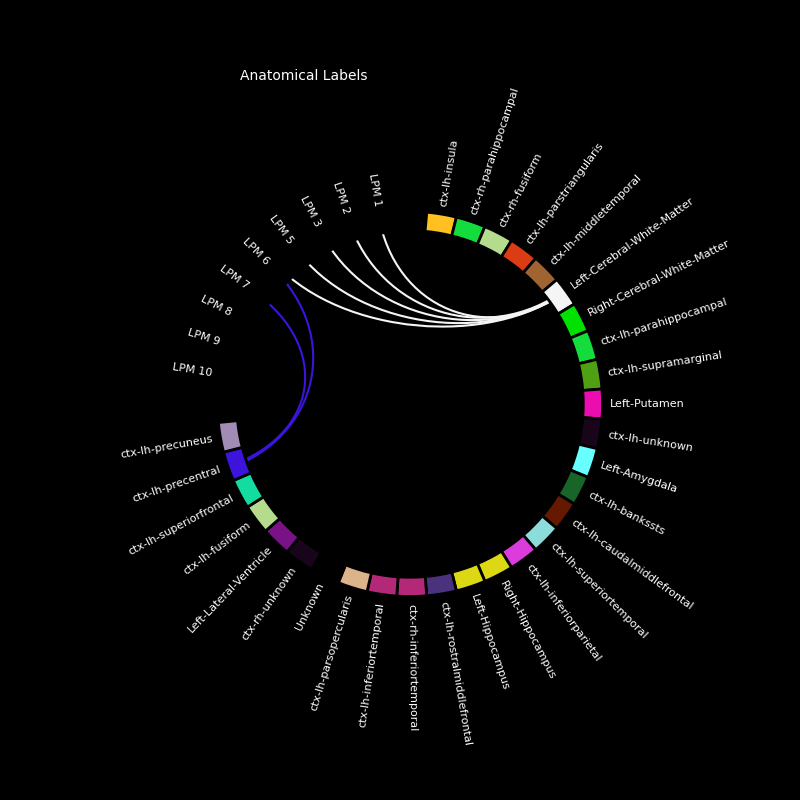 Anatomical Labels
ctx-lh-insula
ctx-rh-parahippocampal
ctx-rh-fusiform
ctx-lh-parstriangularis
ctx-lh-middletemporal
Left-Cerebral-White-Matter
Right-Cerebral-White-Matter
ctx-lh-parahippocampal
ctx-lh-supramarginal
Left-Putamen
ctx-lh-unknown
Left-Amygdala
ctx-lh-bankssts
ctx-lh-caudalmiddlefrontal
ctx-lh-superiortemporal
ctx-lh-inferiorparietal
Right-Hippocampus
Left-Hippocampus
ctx-lh-rostralmiddlefrontal
ctx-rh-inferiortemporal
ctx-lh-inferiortemporal
ctx-lh-parsopercularis
Unknown
ctx-rh-unknown
Left-Lateral-Ventricle
ctx-lh-fusiform
ctx-lh-superiorfrontal
ctx-lh-precentral
ctx-lh-precuneus
LPM 10
LPM 9
LPM 8
LPM 7
LPM 6
LPM 5
LPM 3
LPM 2
LPM 1